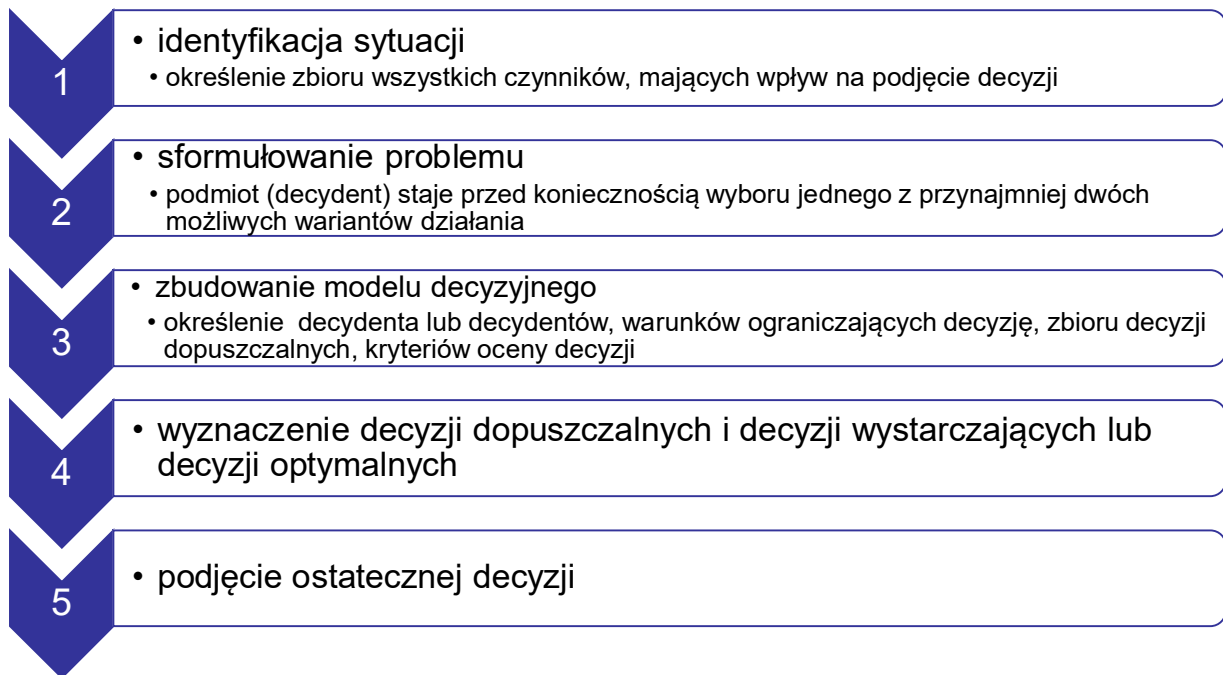 1
• identyfikacja sytuacji
• określenie zbioru wszystkich czynników, mających wpływ na podjęcie decyzji
2
• sformułowanie problemu
• podmiot (decydent) staje przed koniecznością wyboru jednego z przynajmniej dwóch
możliwych wariantów działania
3
• zbudowanie modelu decyzyjnego
• określenie decydenta lub decydentów, warunków ograniczających decyzję, zbioru decyzji
dopuszczalnych, kryteriów oceny decyzji
4
• wyznaczenie decyzji dopuszczalnych i decyzji wystarczających lub
decyzji optymalnych
5
• podjęcie ostatecznej decyzji